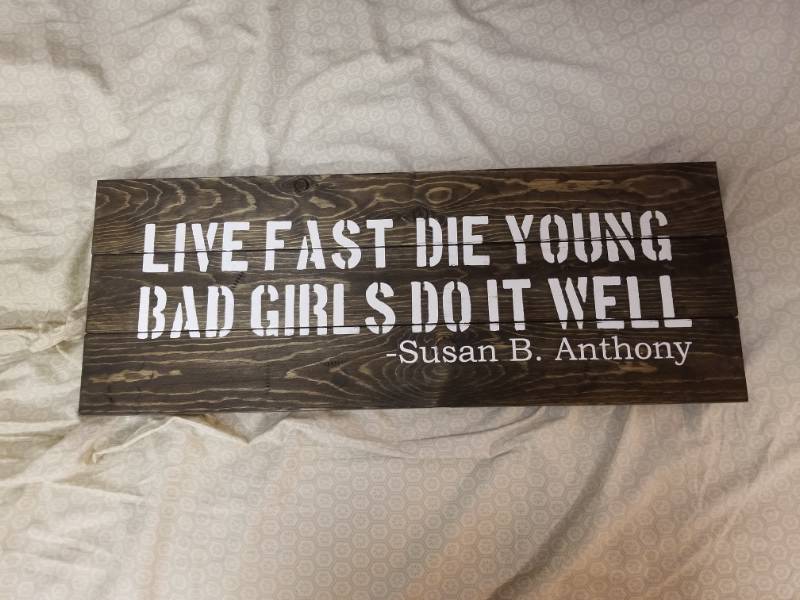 LIVE FAST DIE YOUNG
BAD GIRLS DO IT WELL
-Susan B. Anthony